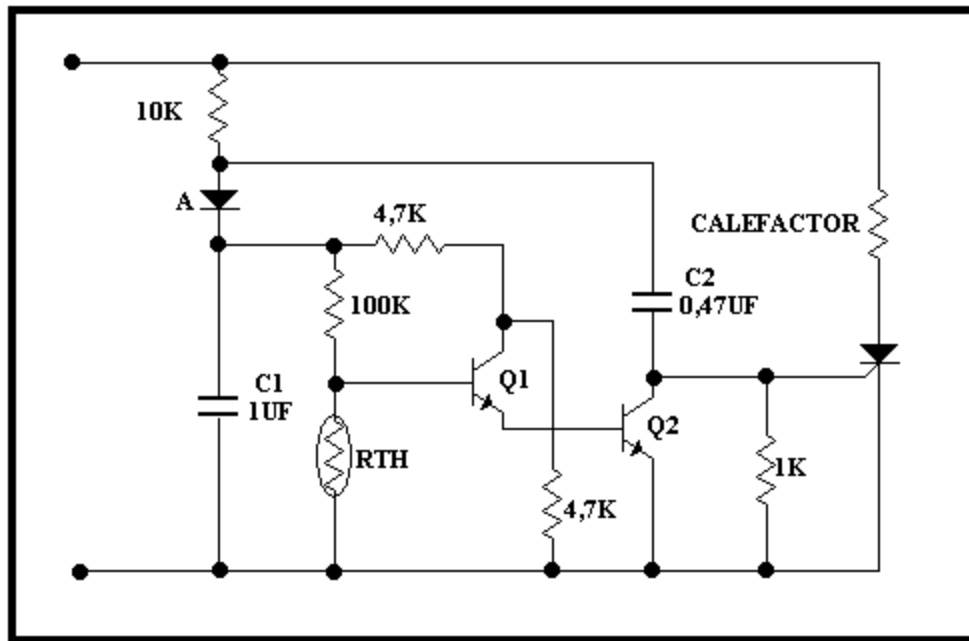 10K
A
4,7K
CALEFACTOR
C2
0,47UF
100K
C1
1UF
Q1
Q2
RTH
1K
4,7K